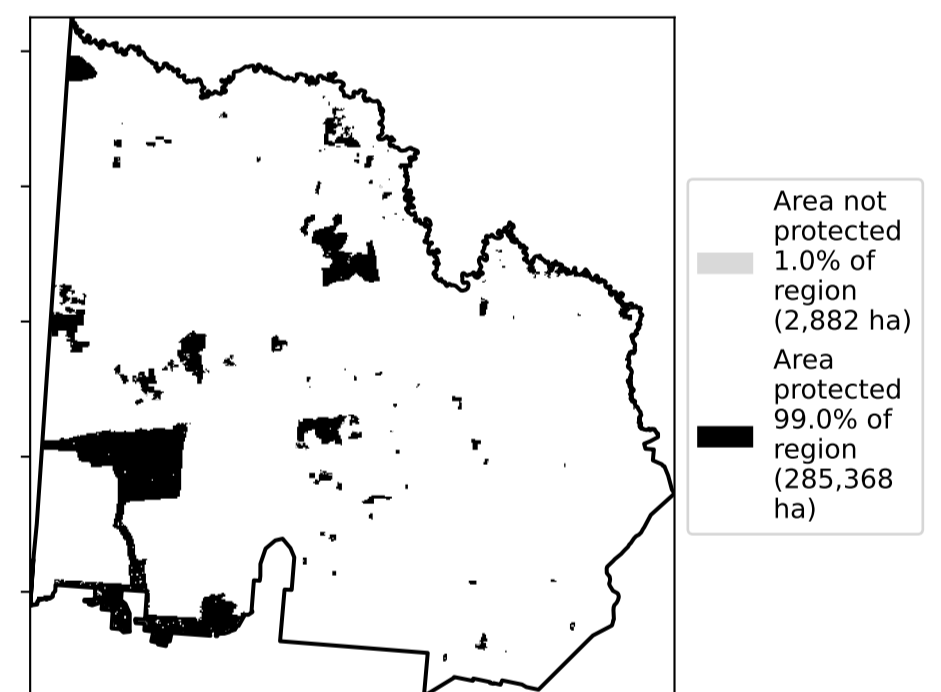 Area not
protected
1.0% of
region
(2,882 ha)
Area
protected
99.0% of
region
(285,368
ha)